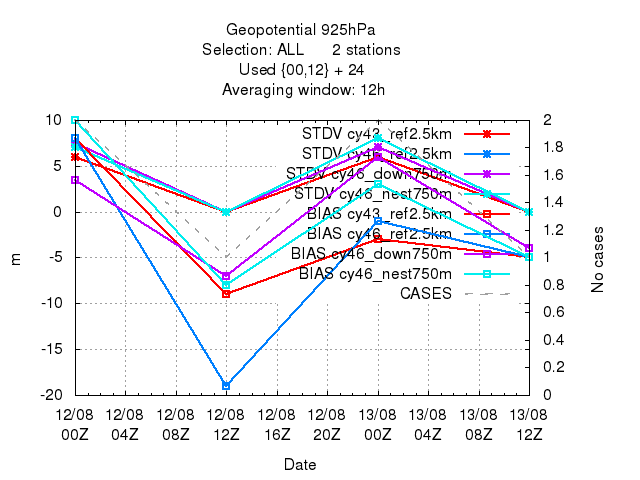 Geopotential 925hPa
Selection: ALL 2 stations
Used {00,12} + 24
Averaging window: 12h
10
5
0
-5
-10
-15
-20
m
2
1.8
1.6
1.4
1.2
1
0.8
0.6
0.4
0.2
0
No cases
STDV cy43_ref2.5km
STDV cy46_ref2.5km
STDV cy46_down750m
STDV cy46_nest750m
BIAS cy43_ref2.5km
BIAS cy46_ref2.5km
BIAS cy46_down750m
BIAS cy46_nest750m
CASES
12/08 12/08 12/08 12/08 12/08 12/08 13/08 13/08 13/08 13/08
00Z 04Z 08Z 12Z 16Z 20Z 00Z 04Z 08Z 12Z
Date